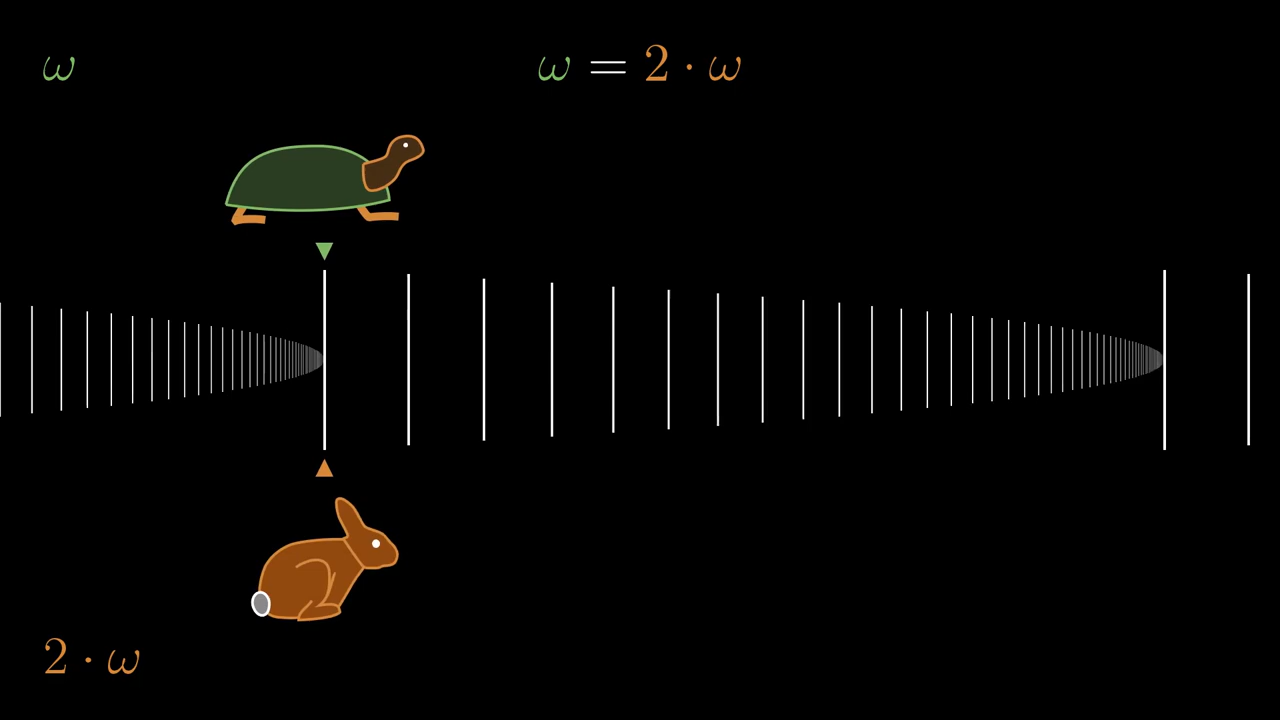 ω
ω = 2 · ω
2 · ω